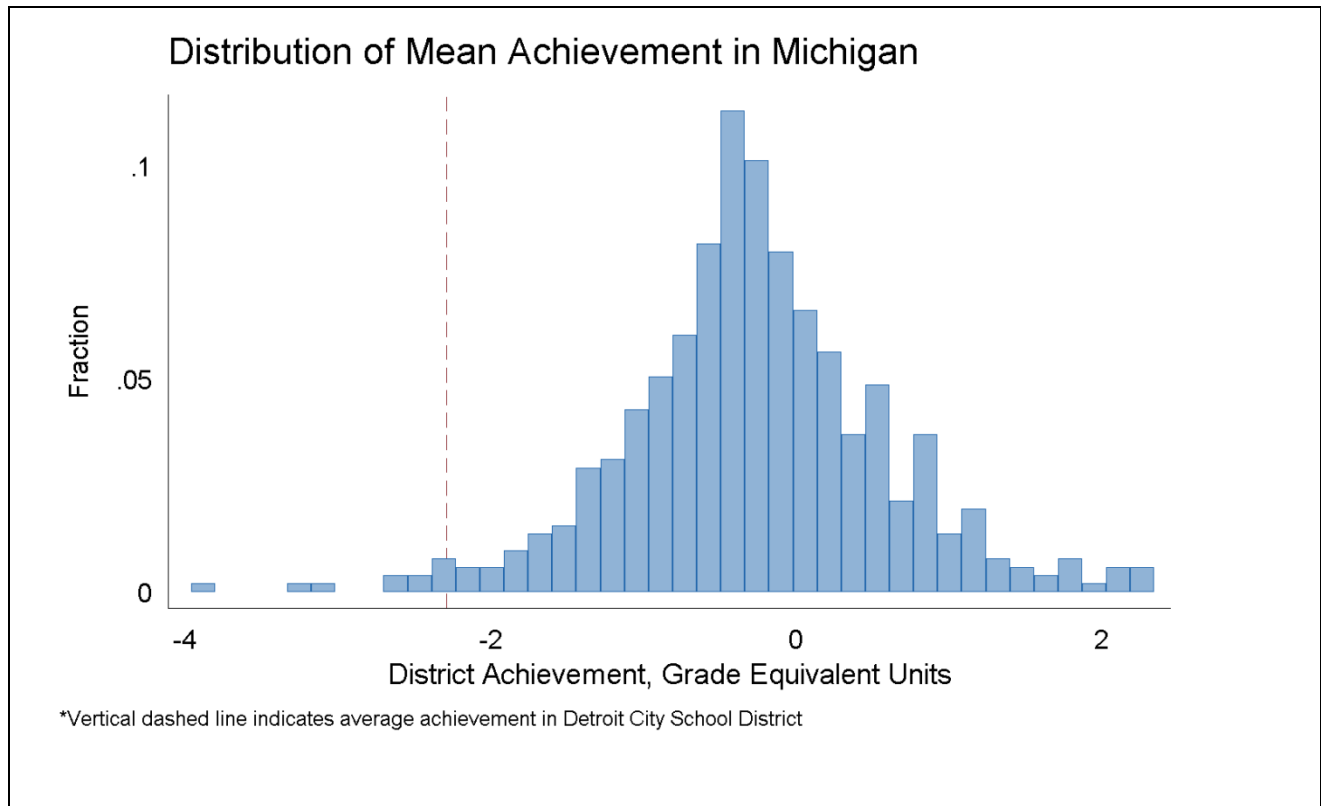 Distribution of Mean Achievement in Michigan
.1
.05
0
Fraction
-4 -2 0 2
District Achievement, Grade Equivalent Units
*Vertical dashed line indicates average achievement in Detroit City School District